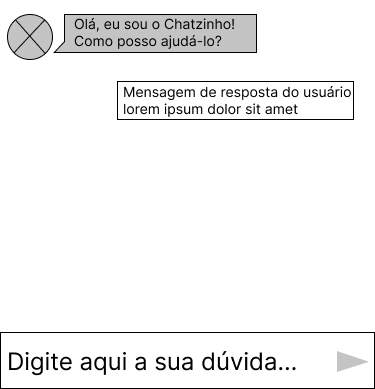 Olá, eu sou o Chatzinho!
Como posso ajudá-lo?
Mensagem de resposta do usuário
lorem ipsum dolor sit amet
Digite aqui a sua dúvida...